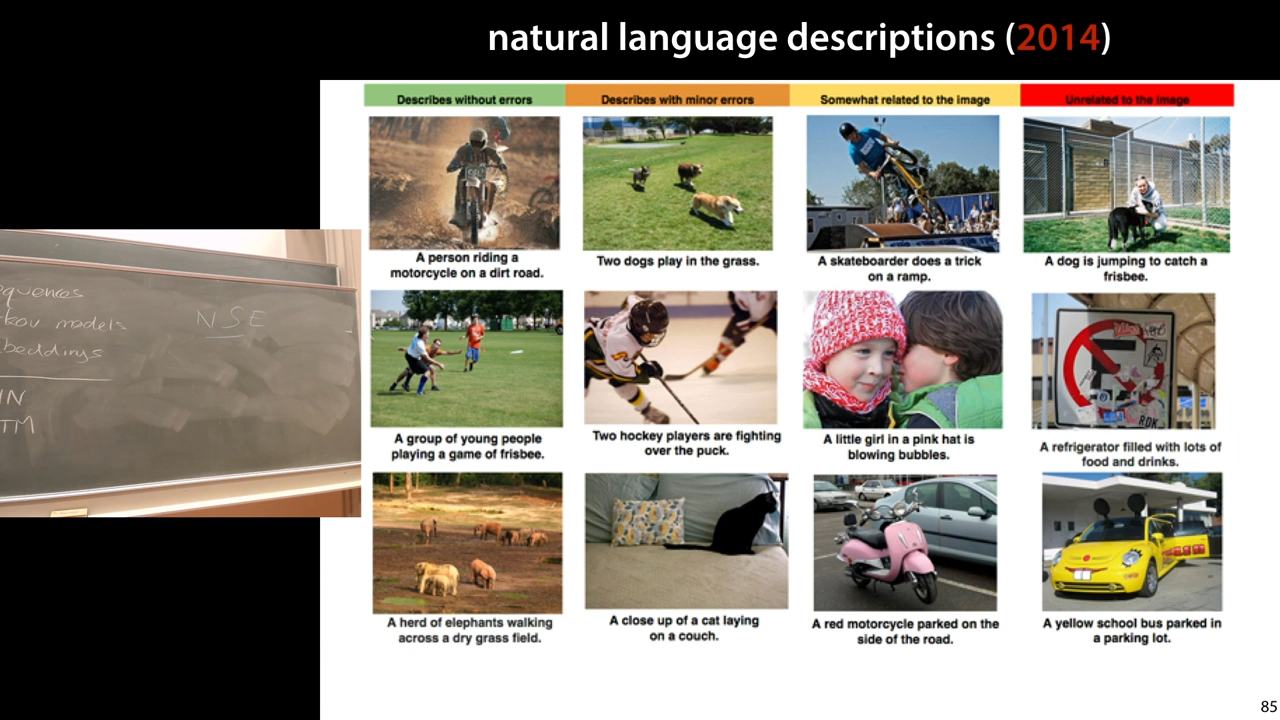 natural language descriptions (2014)
Describes without errors
Describes with minor errors
Somewhat related to the image
Unrelated to the image
A person riding a
motorcycle on a dirt road.
Two dogs play in the grass.
A skateboarder does a trick
on a ramp.
A dog is jumping to catch a
frisbee.
A group of young people
playing a game of frisbee.
Two hockey players are fighting
over the puck.
A little girl in a pink hat is
blowing bubbles.
A refrigerator filled with lots of
food and drinks.
A herd of elephants walking
across a dry grass field.
A close up of a cat laying
on a couch.
A red motorcycle parked on the
side of the road.
A yellow school bus parked in
a parking lot.
quences
kov models
beddings
NSE
N
TM
RDK
85